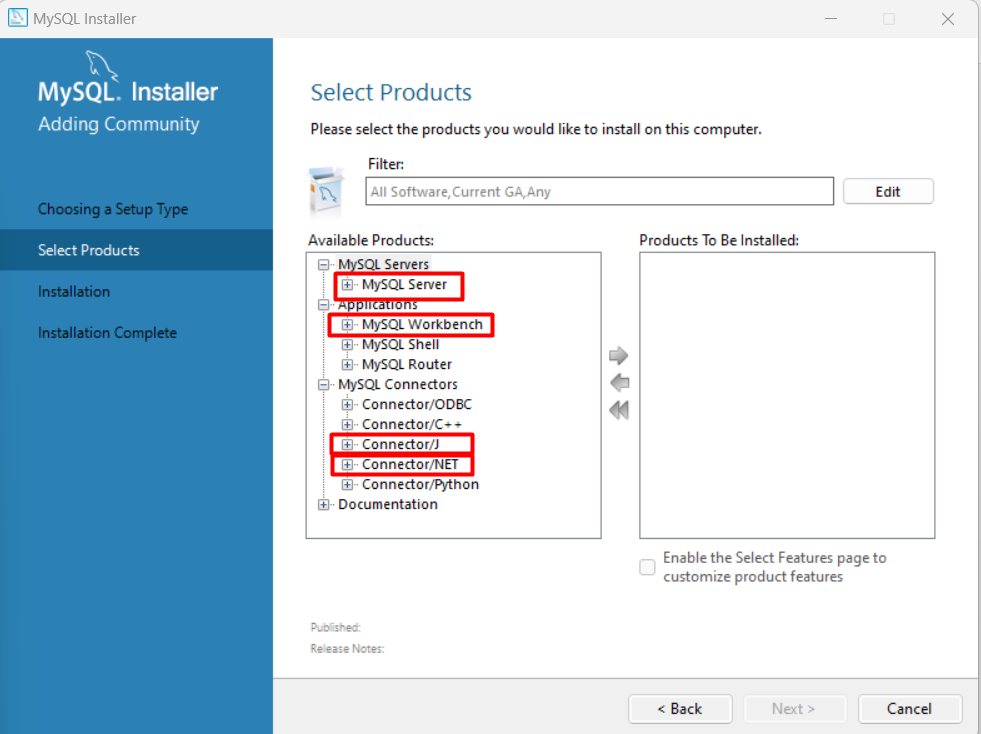 MySQL Installer
MySQL. Installer
Adding Community
Choosing a Setup Type
Select Products
Installation
Installation Complete
Select Products
Please select the products you would like to install on this computer.
Filter:
All Software,Current GA,Any
Edit
Available Products:
MySQL Servers
MySQL Server
Applications
MySQL Workbench
MySQL Shell
MySQL Router
MySQL Connectors
Connector/ODBC
Connector/C++
Connector/J
Connector/NET
Connector/Python
Documentation
Products To Be Installed:
Enable the Select Features page to
customize product features
Published:
Release Notes:
< Back
Next >
Cancel